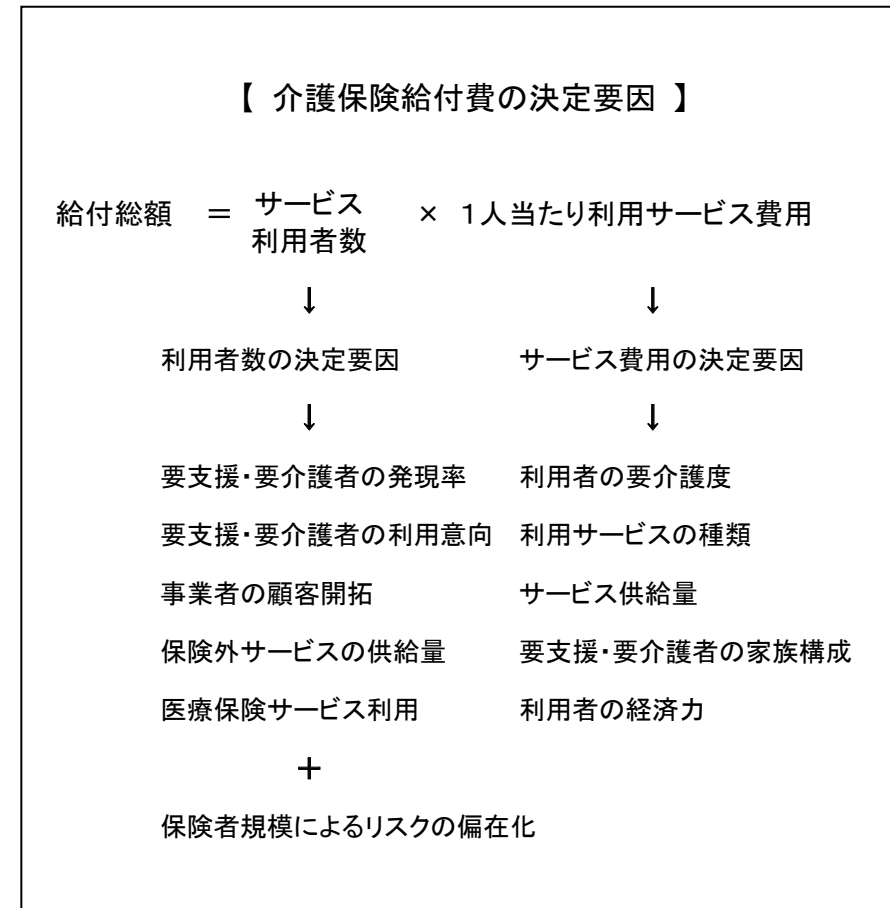 【 介護保険給付費の決定要因 】
給付総額 ＝ サービス利用者数 × １人当たり利用サービス費用
↓ ↓
利用者数の決定要因 サービス費用の決定要因
↓ ↓
要支援・要介護者の発現率 利用者の要介護度
要支援・要介護者の利用意向 利用サービスの種類
事業者の顧客開拓 サービス供給量
保険外サービスの供給量 要支援・要介護者の家族構成
医療保険サービス利用 利用者の経済力
＋
保険者規模によるリスクの偏在化